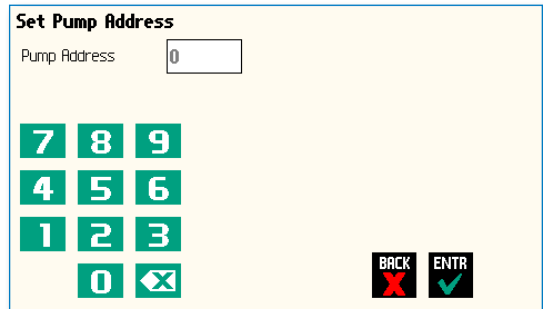 Set Pump Address
Pump Address 0
7 8 9
4 5 6
1 2 3
0
BACK ENTR